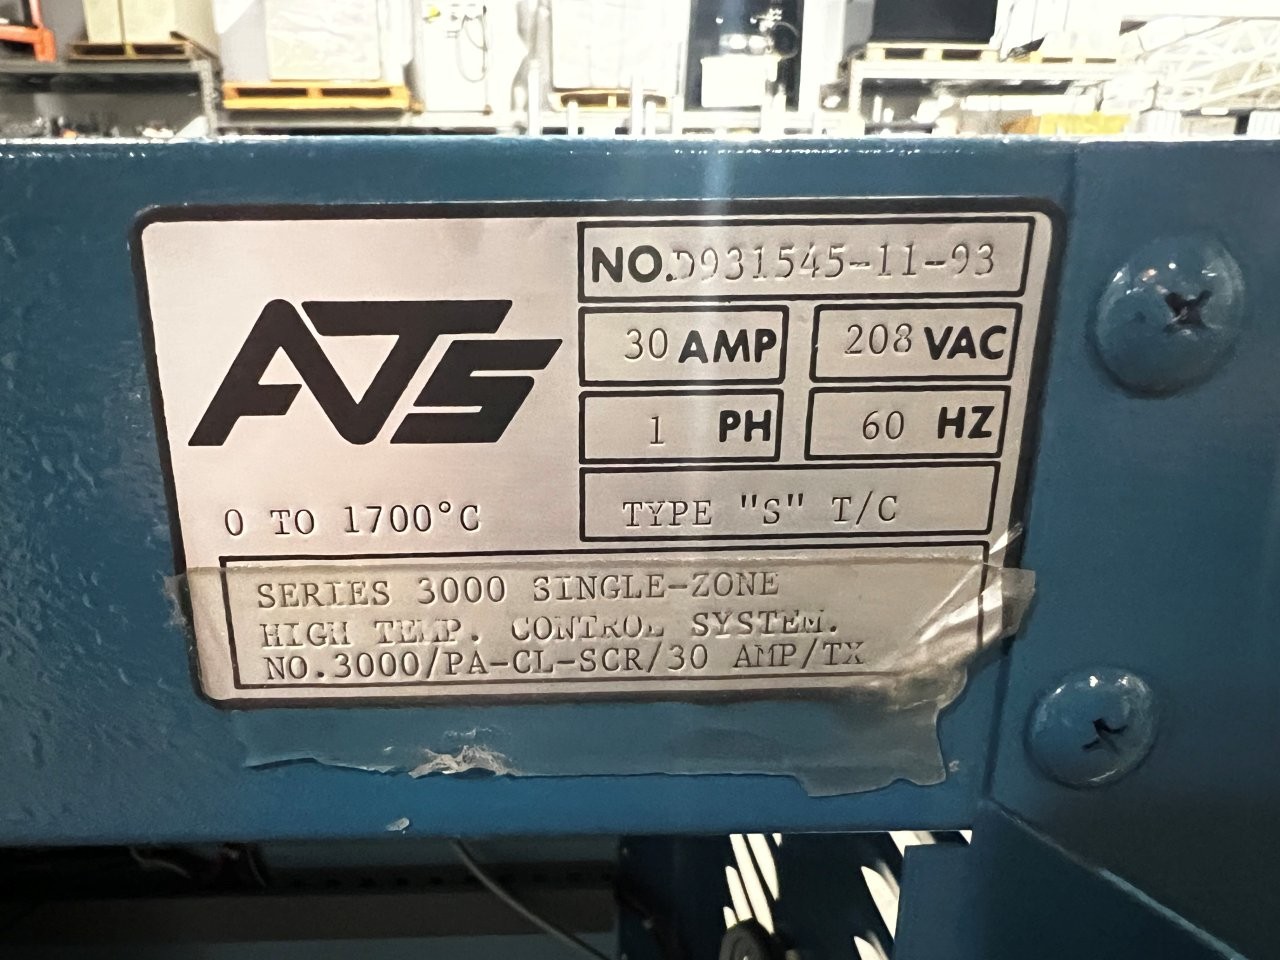 ATS
NO. D931545-11-93
30 AMP
208 VAC
1 PH
60 HZ
0 TO 1700°C
TYPE "S" T/C
SERIES 3000 SINGLE-ZONE
HIGH TEMP. CONTROL SYSTEM.
NO.3000/PA-CL-SCR/30 AMP/TX